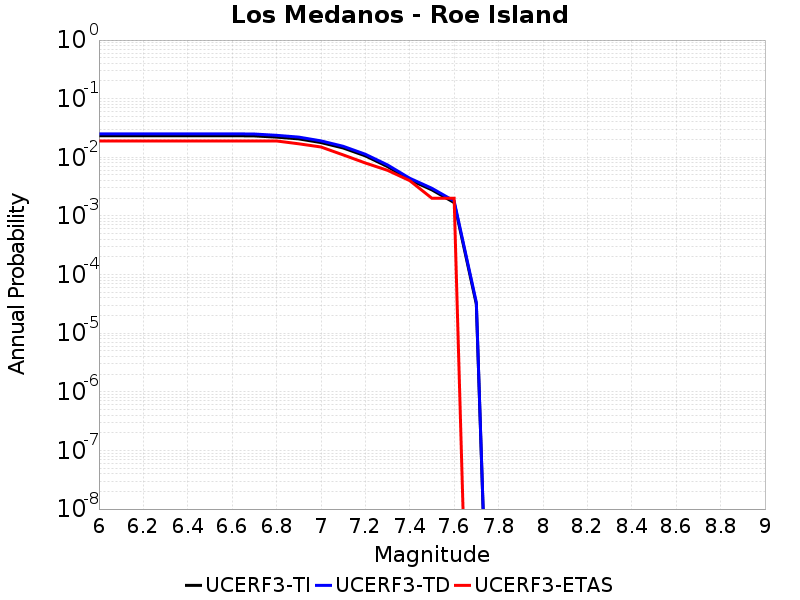 Los Medanos - Roe Island
10^0
10^-1
10^-2
10^-3
10^-4
10^-5
10^-6
10^-7
10^-8
Annual Probability
6 6.2 6.4 6.6 6.8 7 7.2 7.4 7.6 7.8 8 8.2 8.4 8.6 8.8 9
Magnitude
UCERF3-TI UCERF3-TD UCERF3-ETAS